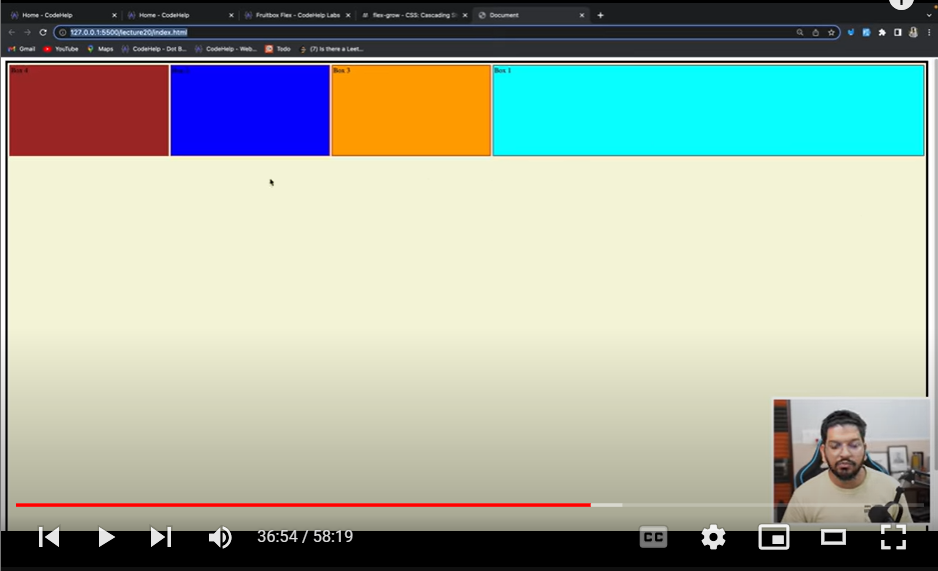 Home - CodeHelp
Home - CodeHelp
Fruitbox Flex - CodeHelp Labs
flex-grow - CSS: Cascading St
Document
127.0.0.1:5500/lecture20/index.html
Gmail
YouTube
Maps
CodeHelp - Dot B...
CodeHelp - Web...
Todo
(7) Is there a Leet...
Box 4
Box 3
Box 1
36:54 / 58:19
CC